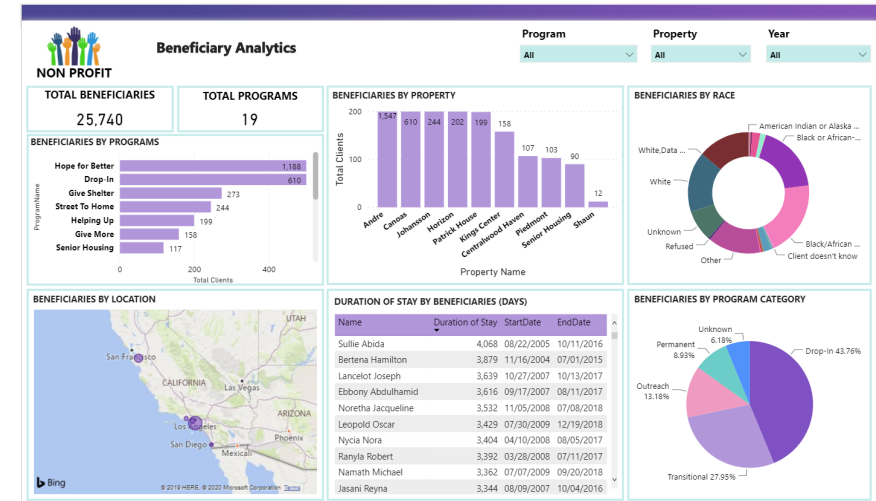 Program
Property
Year
Beneficiary Analytics
All
All
All
NON PROFIT
TOTAL BENEFICIARIES
25,740
TOTAL PROGRAMS
19
BENEFICIARIES BY PROGRAMS
ProgramName
Hope for Better 1,188
Drop-In 610
Give Shelter 273
Street To Home 244
Helping Up 199
Give More 158
Senior Housing 117
0 200 400
Total Clients
BENEFICIARIES BY PROPERTY
Total Clients
200
100
0
1,547 610 244 202 199 158 107 103 90 12
Andre Canoas Johansson Horizon Patrick House Kings Center Centralwood Haven Piedmont Senior Housing Shaun
Property Name
BENEFICIARIES BY RACE
American Indian or Alaska ...
Black or African-...
White,Data ...
White
Unknown
Refused
Other
Black/African ...
Client doesn't know
BENEFICIARIES BY LOCATION
UTAH
San Francisco
CALIFORNIA
Las Vegas
ARIZONA
Los Angeles
Phoenix
San Diego
Mexicali
Bing
© 2019 HERE, © 2020 Microsoft Corporation Terms
DURATION OF STAY BY BENEFICIARIES (DAYS)
Name Duration of Stay StartDate EndDate
Sullie Abida 4,068 08/22/2005 10/11/2016
Bertena Hamilton 3,879 11/16/2004 07/01/2015
Lancelot Joseph 3,639 10/27/2007 10/13/2017
Ebbony Abdulhamid 3,616 09/17/2007 08/11/2017
Noretha Jacqueline 3,532 11/05/2008 07/08/2018
Leopold Oscar 3,429 07/30/2009 12/19/2018
Nycia Nora 3,404 04/10/2008 08/05/2017
Ranyla Robert 3,392 03/28/2008 07/11/2017
Namath Michael 3,362 07/07/2009 09/20/2018
Jasani Reyna 3,344 08/09/2007 10/04/2016
BENEFICIARIES BY PROGRAM CATEGORY
Unknown
6.18%
Permanent
8.93%
Outreach
13.18%
Drop-In 43.76%
Transitional 27.95%